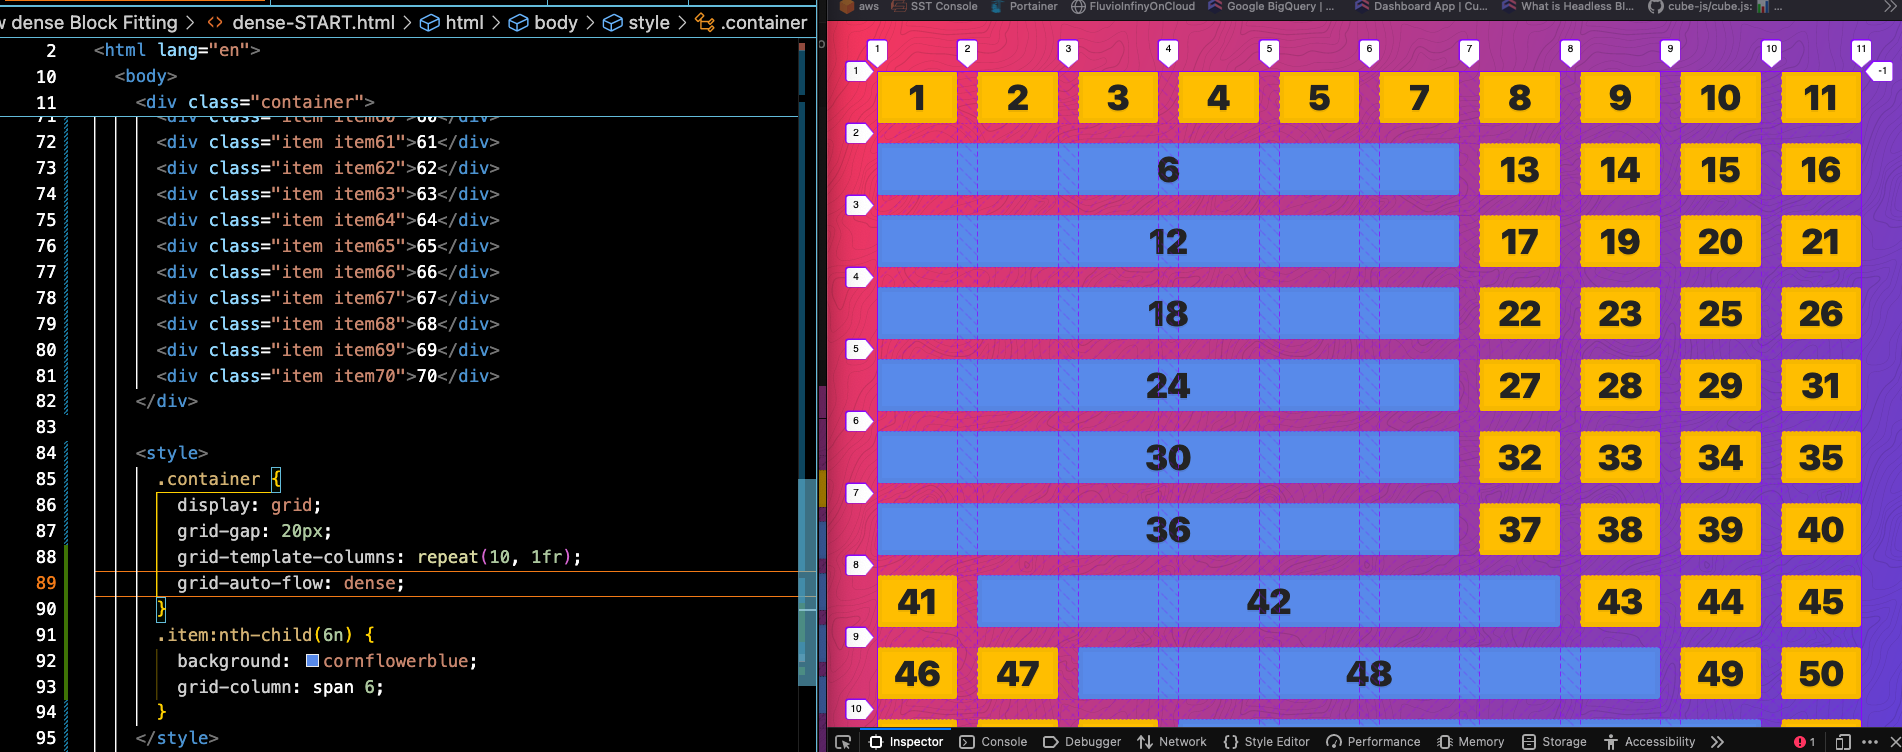 w dense Block Fitting > dense-START.html > html > body > style > .container
2 <html lang="en">
10 <body>
11 <div class="container">
71 <div class="item item60">60</div>
72 <div class="item item61">61</div>
73 <div class="item item62">62</div>
74 <div class="item item63">63</div>
75 <div class="item item64">64</div>
76 <div class="item item65">65</div>
77 <div class="item item66">66</div>
78 <div class="item item67">67</div>
79 <div class="item item68">68</div>
80 <div class="item item69">69</div>
81 <div class="item item70">70</div>
82 </div>
83
84 <style>
85 .container {
86 display: grid;
87 grid-gap: 20px;
88 grid-template-columns: repeat(10, 1fr);
89 grid-auto-flow: dense;
90 }
91 .item:nth-child(6n) {
92 background: cornflowerblue;
93 grid-column: span 6;
94 }
95 </style>
aws SST Console Portainer FluvioInfinyOnCloud Google BigQuery | ... Dashboard App | Cu... What is Headless BI... cube-js/cube.js: ...
1 2 3 4 5 6 7 8 9 10 11
1 -1
1 2 3 4 5 7 8 9 10 11
2
6 13 14 15 16
3
12 17 19 20 21
4
18 22 23 25 26
5
24 27 28 29 31
6
30 32 33 34 35
7
36 37 38 39 40
8
41 42 43 44 45
9
46 47 48 49 50
10
Inspector Console Debugger Network Style Editor Performance Memory Storage Accessibility 1